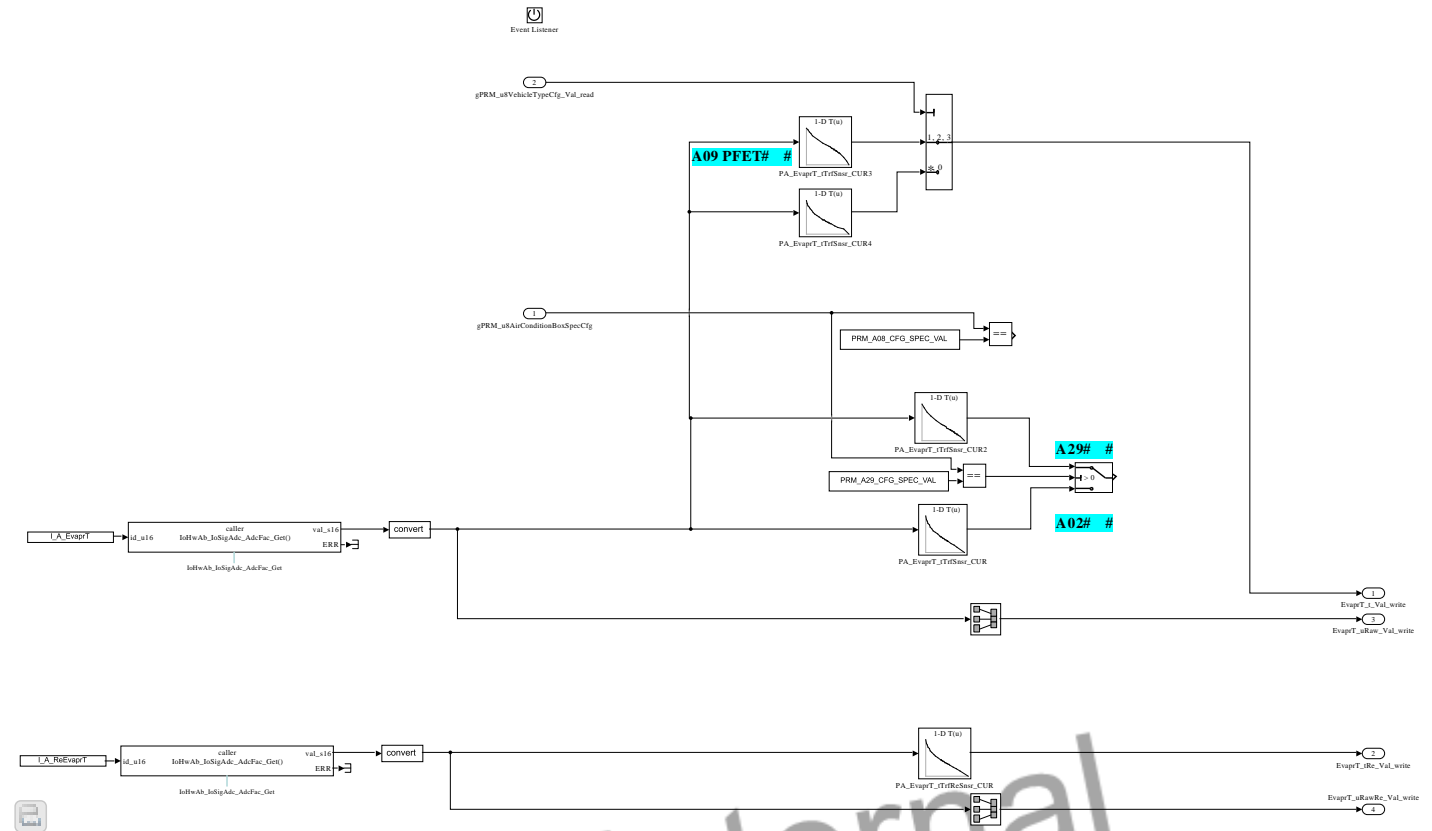 Event Listener
2
gPRM_u8VehicleTypeCfg_Val_read
1-D T(u)
1, 2, 3
A09 PFET# #
PA_EvaprT_tTrfSnsr_CUR3
*, 0
1-D T(u)
PA_EvaprT_tTrfSnsr_CUR4
1
gPRM_u8AirConditionBoxSpecCfg
PRM_A08_CFG_SPEC_VAL
==
1-D T(u)
PA_EvaprT_tTrfSnsr_CUR2
A29# #
PRM_A29_CFG_SPEC_VAL
==
> 0
1-D T(u)
A02# #
PA_EvaprT_tTrfSnsr_CUR
I_A_EvaprT
id_u16
caller
IoHwAb_IoSigAdc_AdcFac_Get()
val_s16
ERR
convert
IoHwAb_IoSigAdc_AdcFac_Get
1
EvaprT_t_Val_write
3
EvaprT_uRaw_Val_write
I_A_ReEvaprT
id_u16
caller
IoHwAb_IoSigAdc_AdcFac_Get()
val_s16
ERR
convert
IoHwAb_IoSigAdc_AdcFac_Get
1-D T(u)
PA_EvaprT_tTrfReSnsr_CUR
2
EvaprT_tRe_Val_write
EvaprT_uRawRe_Val_write
4